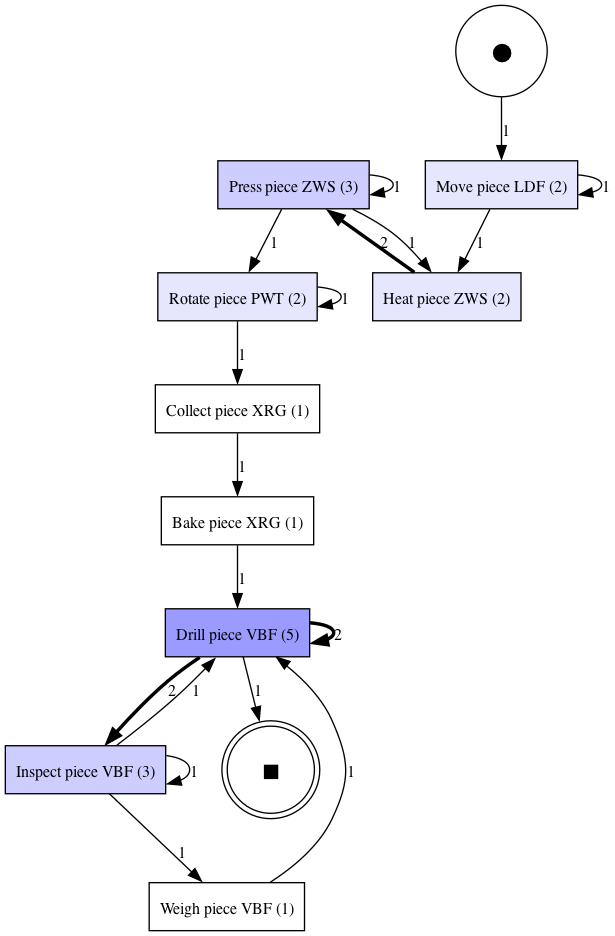 1
Press piece ZWS (3)
1
Move piece LDF (2)
1
1
2
1
1
Rotate piece PWT (2)
1
Heat piece ZWS (2)
1
Collect piece XRG (1)
1
Bake piece XRG (1)
1
Drill piece VBF (5)
2
2
1
1
Inspect piece VBF (3)
1
1
1
Weigh piece VBF (1)